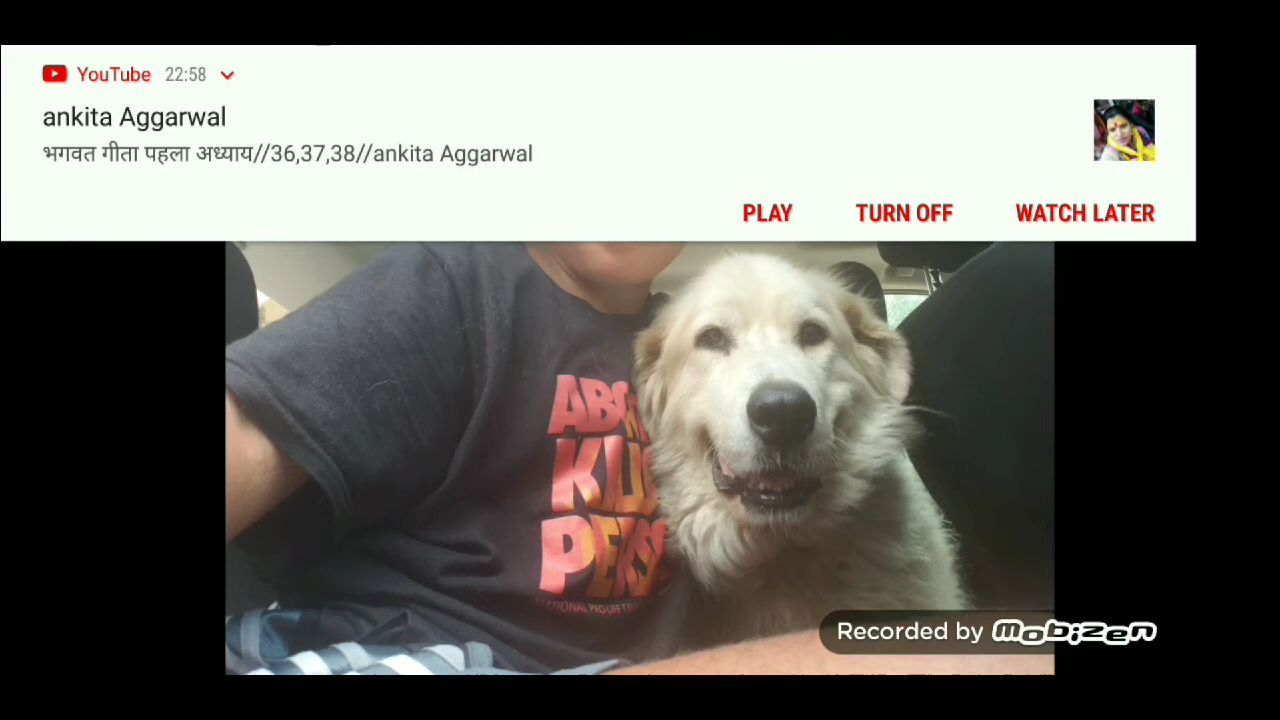 YouTube 22:58
ankita Aggarwal
भगवत गीता पहला अध्याय//36,37,38//ankita Aggarwal
PLAY TURN OFF WATCH LATER
Recorded by mobizen